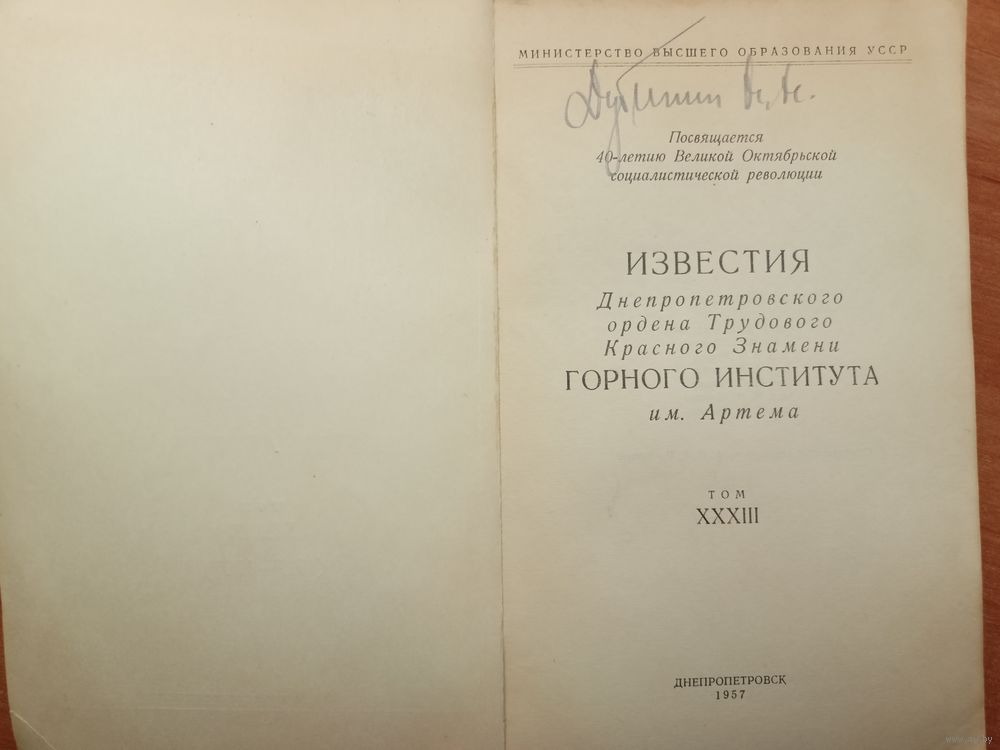 МИНИСТЕРСТВО ВЫСШЕГО ОБРАЗОВАНИЯ УССР
Посвящается
40-летию Великой Октябрьской
социалистической революции
ИЗВЕСТИЯ
Днепропетровского
ордена Трудового
Красного Знамени
ГОРНОГО ИНСТИТУТА
им. Артема
ТОМ
XXXIII
ДНЕПРОПЕТРОВСК
1957